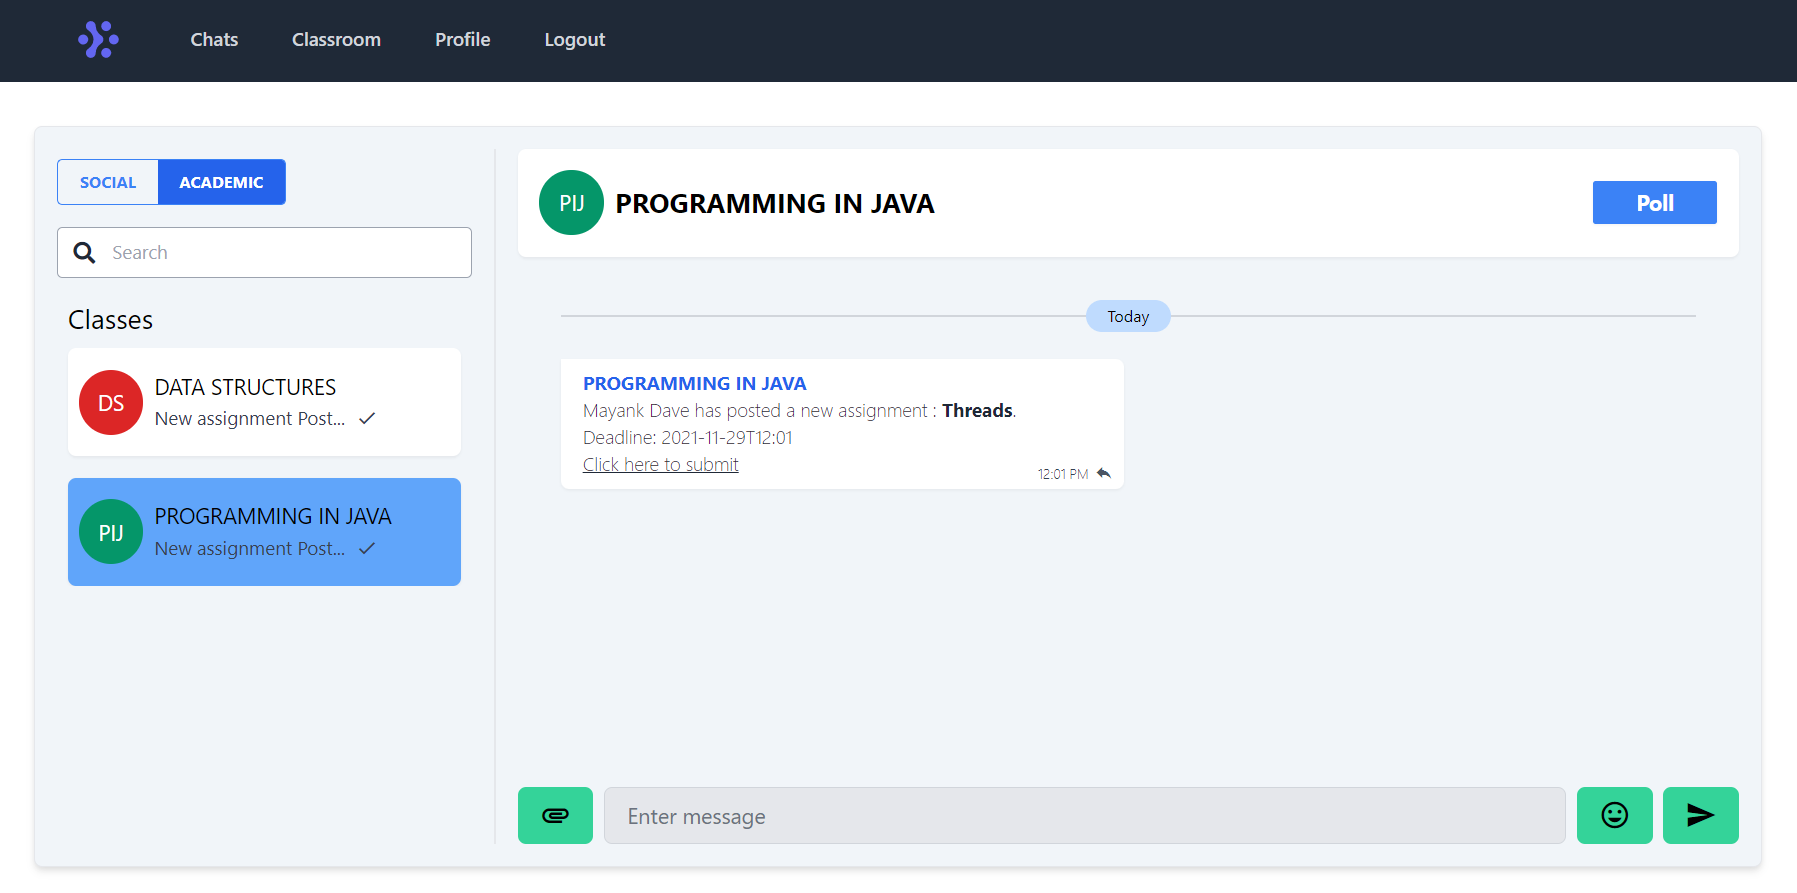 Chats Classroom Profile Logout
SOCIAL ACADEMIC
Search
Classes
DS
DATA STRUCTURES
New assignment Post...
PIJ
PROGRAMMING IN JAVA
New assignment Post...
PIJ
PROGRAMMING IN JAVA
Poll
Today
PROGRAMMING IN JAVA
Mayank Dave has posted a new assignment : Threads.
Deadline: 2021-11-29T12:01
Click here to submit
12:01 PM
Enter message